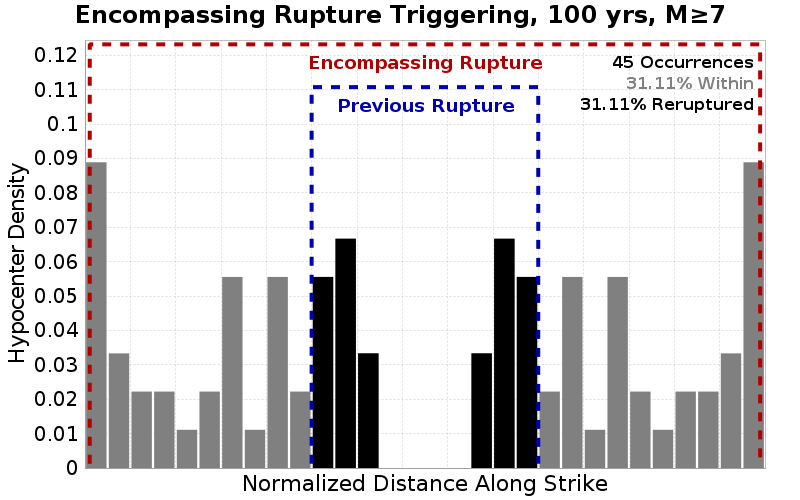 Encompassing Rupture Triggering, 100 yrs, M≥7
Encompassing Rupture
Previous Rupture
45 Occurrences
31.11% Within
31.11% Reruptured
Hypocenter Density
0.12
0.11
0.1
0.09
0.08
0.07
0.06
0.05
0.04
0.03
0.02
0.01
0
Normalized Distance Along Strike